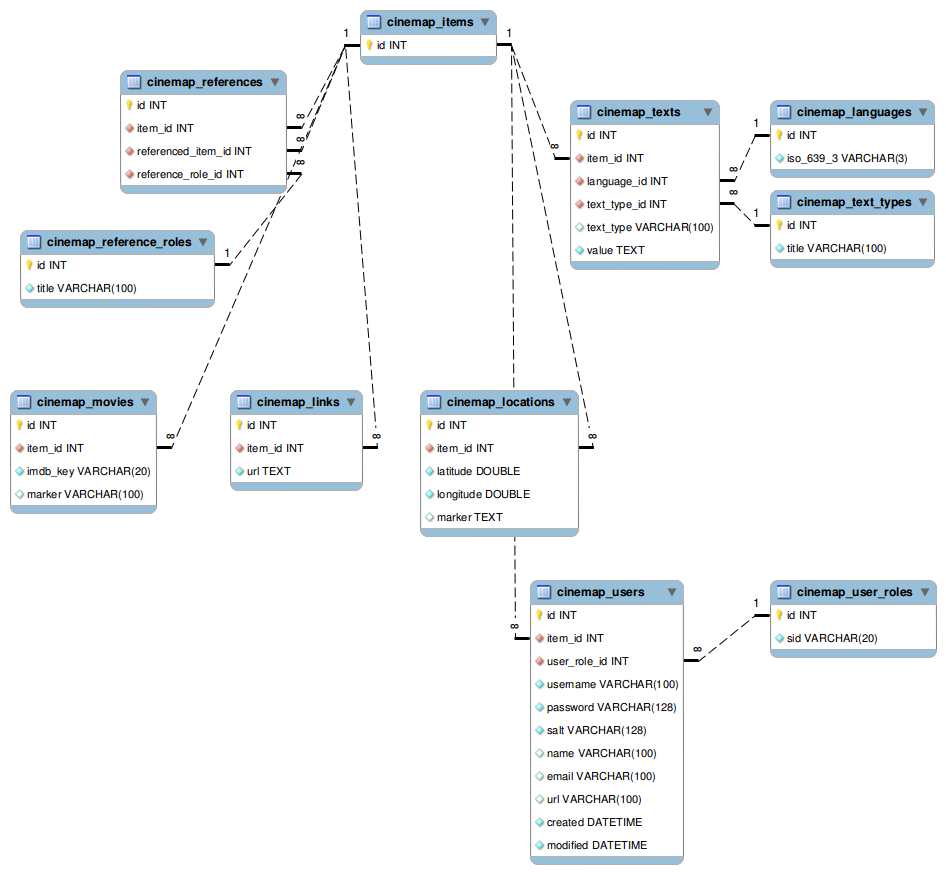 cinemap_items
id INT
1
1
cinemap_references
id INT
item_id INT
referenced_item_id INT
reference_role_id INT
∞
∞
∞
cinemap_texts
id INT
item_id INT
language_id INT
text_type_id INT
text_type VARCHAR(100)
value TEXT
∞
∞
∞
cinemap_languages
id INT
iso_639_3 VARCHAR(3)
1
cinemap_text_types
id INT
title VARCHAR(100)
1
cinemap_reference_roles
id INT
title VARCHAR(100)
1
cinemap_movies
id INT
item_id INT
imdb_key VARCHAR(20)
marker VARCHAR(100)
∞
cinemap_links
id INT
item_id INT
url TEXT
∞
cinemap_locations
id INT
item_id INT
latitude DOUBLE
longitude DOUBLE
marker TEXT
∞
cinemap_users
id INT
item_id INT
user_role_id INT
username VARCHAR(100)
password VARCHAR(128)
salt VARCHAR(128)
name VARCHAR(100)
email VARCHAR(100)
url VARCHAR(100)
created DATETIME
modified DATETIME
∞
∞
cinemap_user_roles
id INT
sid VARCHAR(20)
1